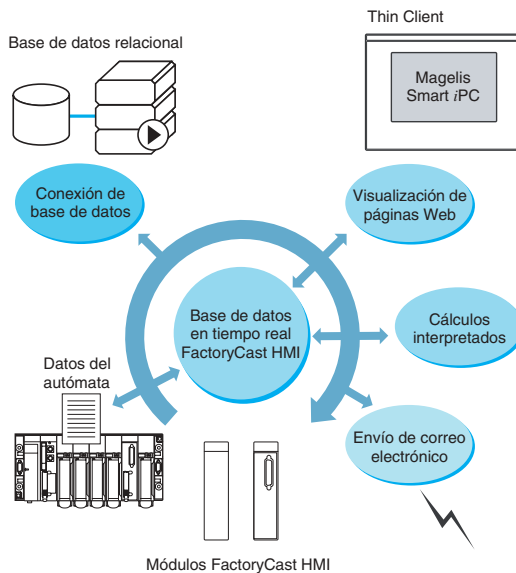 Thin Client
Base de datos relacional
Magelis
Smart iPC
Conexión de
base de datos
Visualización de
páginas Web
Base de datos
en tiempo real
FactoryCast HMI
Cálculos
interpretados
Datos del
autómata
Envío de correo
electrónico
Módulos FactoryCast HMI